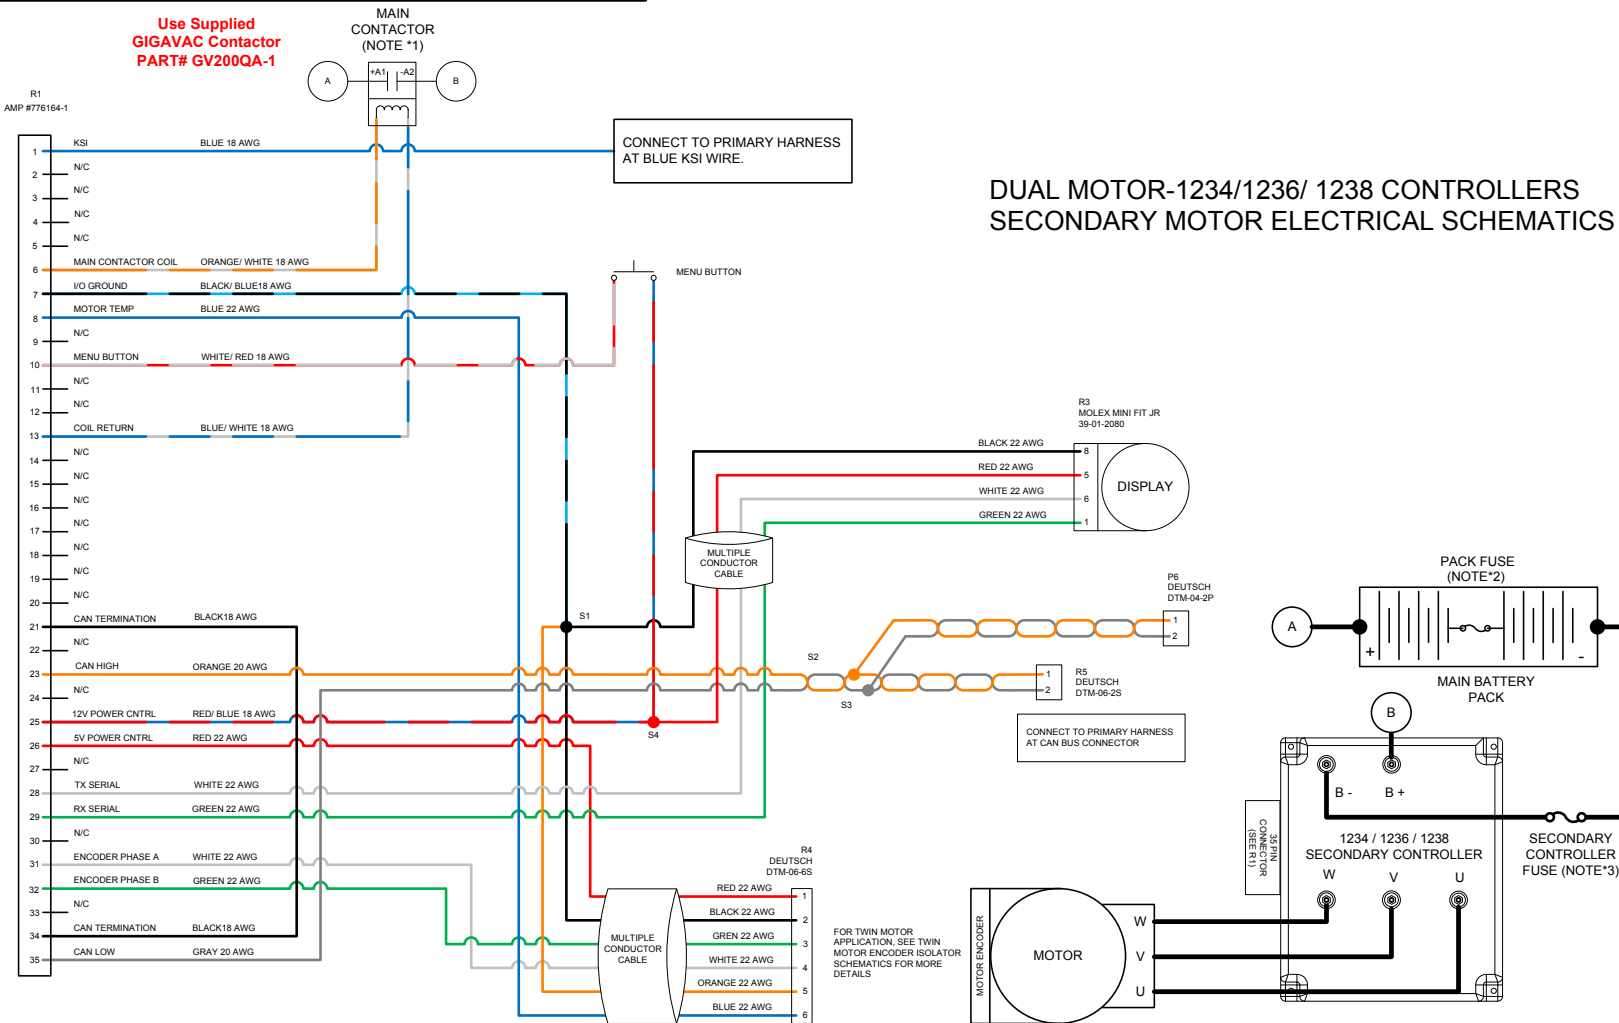 Use Supplied
GIGAVAC Contactor
PART# GV200QA-1
MAIN
CONTACTOR
(NOTE *1)
A
+A1
-A2
B
R1
AMP #776164-1
1 KSI BLUE 18 AWG
2 N/C
3 N/C
4 N/C
5 N/C
6 MAIN CONTACTOR COIL ORANGE/ WHITE 18 AWG
7 I/O GROUND BLACK/ BLUE18 AWG
8 MOTOR TEMP BLUE 22 AWG
9 N/C
10 MENU BUTTON WHITE/ RED 18 AWG
11 N/C
12 N/C
13 COIL RETURN BLUE/ WHITE 18 AWG
14 N/C
15 N/C
16 N/C
17 N/C
18 N/C
19 N/C
20 N/C
21 CAN TERMINATION BLACK18 AWG
22 N/C
23 CAN HIGH ORANGE 20 AWG
24 N/C
25 12V POWER CNTRL RED/ BLUE 18 AWG
26 5V POWER CNTRL RED 22 AWG
27 N/C
28 TX SERIAL WHITE 22 AWG
29 RX SERIAL GREEN 22 AWG
30 N/C
31 ENCODER PHASE A WHITE 22 AWG
32 ENCODER PHASE B GREEN 22 AWG
33 N/C
34 CAN TERMINATION BLACK18 AWG
35 CAN LOW GRAY 20 AWG
CONNECT TO PRIMARY HARNESS
AT BLUE KSI WIRE.
DUAL MOTOR-1234/1236/ 1238 CONTROLLERS
SECONDARY MOTOR ELECTRICAL SCHEMATICS
MENU BUTTON
R3
MOLEX MINI FIT JR
39-01-2080
BLACK 22 AWG 8
RED 22 AWG 5
WHITE 22 AWG 6
GREEN 22 AWG 1
DISPLAY
MULTIPLE
CONDUCTOR
CABLE
S1
S2
S3
S4
P6
DEUTSCH
DTM-04-2P
1
2
R5
DEUTSCH
DTM-06-2S
1
2
CONNECT TO PRIMARY HARNESS
AT CAN BUS CONNECTOR
PACK FUSE
(NOTE*2)
A
+
-
MAIN BATTERY
PACK
B
B -
B +
35 PIN
CONNECTOR
(SEE R1)
1234 / 1236 / 1238
SECONDARY CONTROLLER
W
V
U
SECONDARY
CONTROLLER
FUSE (NOTE*3)
R4
DEUTSCH
DTM-06-6S
RED 22 AWG 1
BLACK 22 AWG 2
GREN 22 AWG 3
WHITE 22 AWG 4
ORANGE 22 AWG 5
BLUE 22 AWG 6
MULTIPLE
CONDUCTOR
CABLE
FOR TWIN MOTOR
APPLICATION, SEE TWIN
MOTOR ENCODER ISOLATOR
SCHEMATICS FOR MORE
DETAILS
MOTOR ENCODER
MOTOR
W
V
U